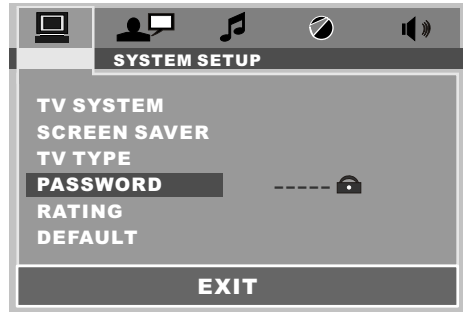 SYSTEM SETUP
TV SYSTEM
SCREEN SAVER
TV TYPE
PASSWORD -----
RATING
DEFAULT
EXIT